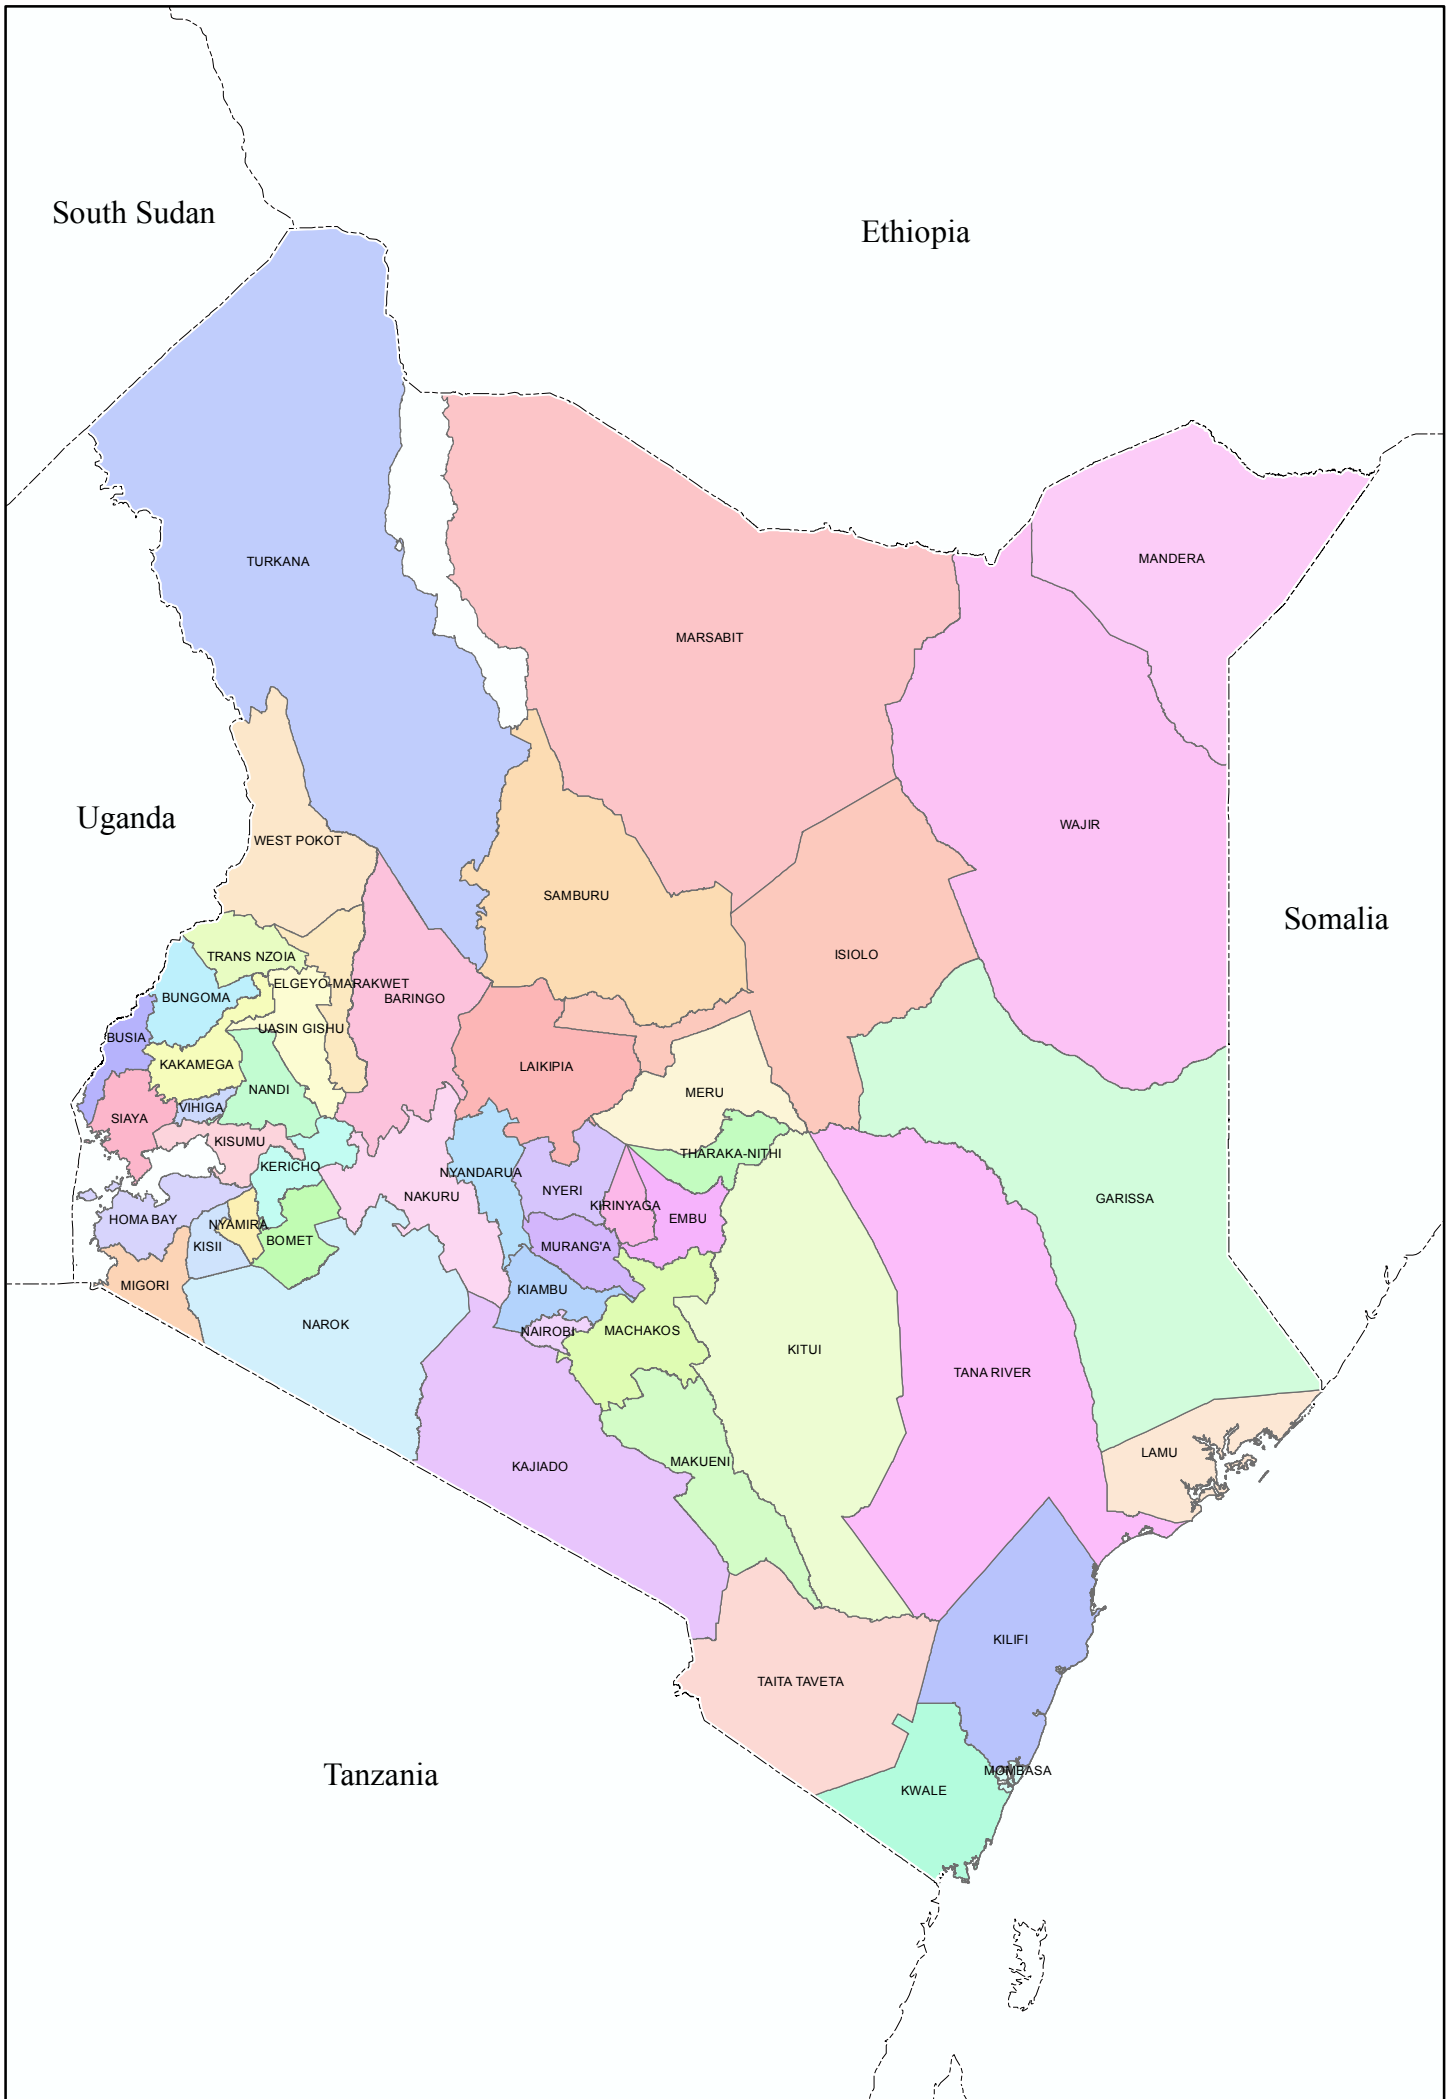 South Sudan
Ethiopia
TURKANA
MANDERA
MARSABIT
Uganda
WAJIR
WEST POKOT
SAMBURU
Somalia
ISIOLO
TRANS NZOIA
ELGEYO-MARAKWET
BUNGOMA
BARINGO
UASIN GISHU
BUSIA
KAKAMEGA
LAIKIPIA
NANDI
MERU
VIHIGA
SIAYA
KISUMU
THARAKA-NITHI
KERICHO
NYANDARUA
NYERI
NAKURU
GARISSA
KIRINYAGA
HOMA BAY
EMBU
NYAMIRA
BOMET
KISII
MURANG'A
MIGORI
KIAMBU
NAROK
NAIROBI
MACHAKOS
KITUI
TANA RIVER
LAMU
MAKUENI
KAJIADO
KILIFI
TAITA TAVETA
MOMBASA
Tanzania
KWALE